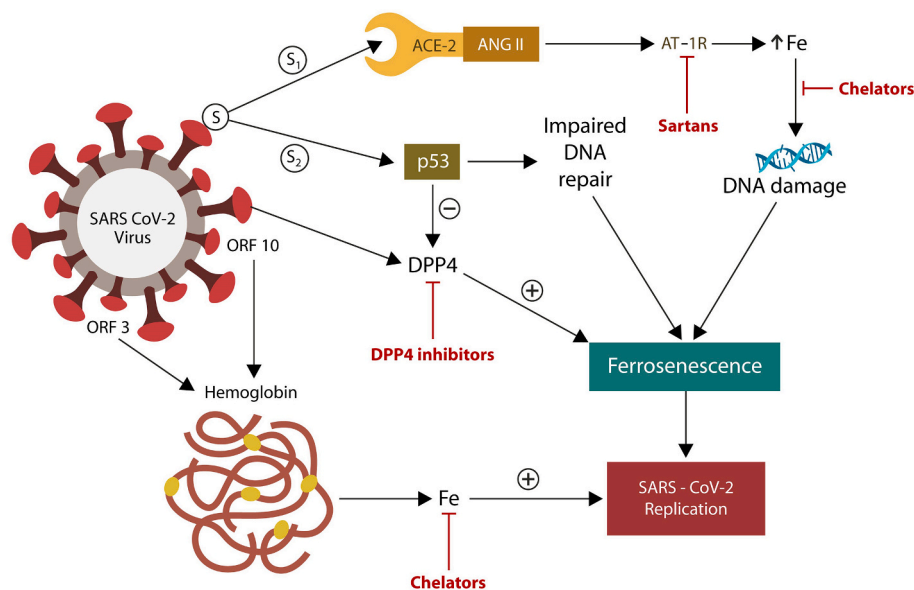 ACE-2
ANG II
AT-1R
↑Fe
S₁
S
S₂
Chelators
Sartans
Impaired
DNA
repair
p53
DNA damage
SARS CoV-2
Virus
−
ORF 10
DPP4
+
ORF 3
DPP4 inhibitors
Ferrosenescence
Hemoglobin
Fe
+
SARS - CoV-2
Replication
Chelators